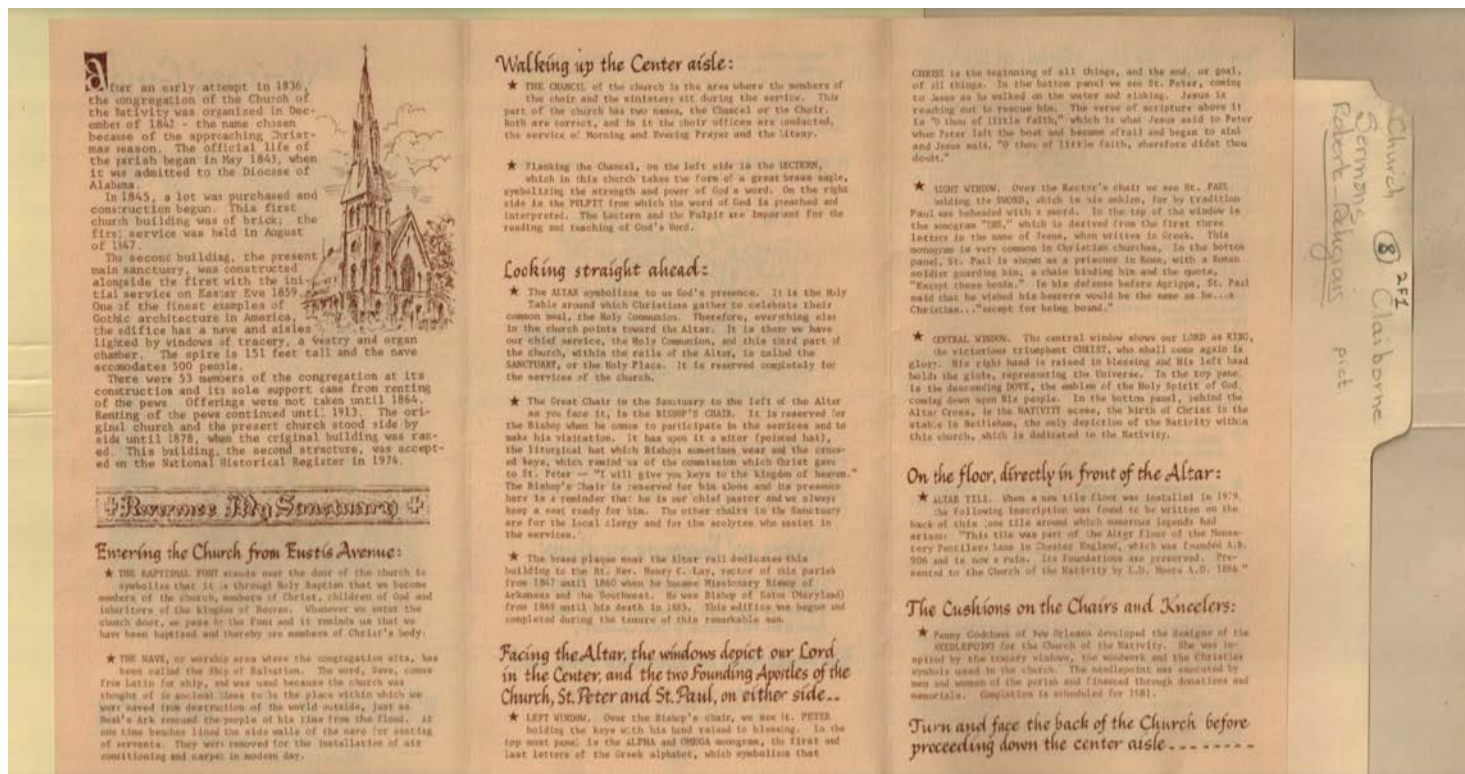 After an early attempt in 1836,
the congregation of the Church of
the Nativity was organized in Dec-
ember of 1842 - the name chosen
because of the approaching Christ-
mas season. The official life of
the parish began in May 1843, when
it was admitted to the Diocese of
Alabama.
In 1845, a lot was purchased and
construction begun. This first
church building was of brick; the
first service was held in August
of 1847.
The second building, the present
main sanctuary, was constructed
alongside the first with the ini-
tial service on Easter Eve 1859.
One of the finest examples of
Gothic architecture in America,
the edifice has a nave and aisles
lighted by windows of tracery, a vestry and organ
chamber. The spire is 151 feet tall and the nave
accomodates 500 people.
There were 53 members of the congregation at its
construction and its sole support came from renting
of the pews. Offerings were not taken until 1864.
Renting of the pews continued until 1913. The ori-
ginal church and the present church stood side by
side until 1878, when the original building was raz-
ed. This building, the second structure, was accept-
ed on the National Historical Register in 1974.
Reverence My Sanctuary
Entering the Church from Eustis Avenue:
★ THE BAPTISMAL FONT stands near the door of the church to
symbolize that it is through Holy Baptism that we become
members of the church, members of Christ, children of God and
inheritors of the kingdom of Heaven. Whenever we enter the
church door, we pass by the Font and it reminds us that we
have been baptized and thereby are members of Christ's body.
★ THE NAVE, or worship area where the congregation sits, has
been called the Ship of Salvation. The word, Nave, comes
from Latin for ship, and was used because the church was
thought of in ancient times to be the place within which we
were saved from destruction of the world outside, just as
Noah's Ark rescued the people of his time from the flood. At
one time benches lined the side walls of the nave for seating
of servants. They were removed for the installation of air
conditioning and carpet in modern day.
Walking up the Center aisle:
★ THE CHANCEL of the church is the area where the members of
the choir and the ministers sit during the service. This
part of the church has two names, the Chancel or the Choir.
Both are correct, and in it the choir offices are conducted,
the service of Morning and Evening Prayer and the Litany.
★ Flanking the Chancel, on the left side is the LECTERN,
which in this church takes the form of a great brass eagle,
symbolizing the strength and power of God's word. On the right
side is the PULPIT from which the word of God is preached and
interpreted. The Lectern and the Pulpit are important for the
reading and teaching of God's Word.
Looking straight ahead:
★ The ALTAR symbolizes to us God's presence. It is the Holy
Table around which Christians gather to celebrate their
common meal, the Holy Communion. Therefore, everything else
in the church points toward the Altar. It is there we have
our chief service, the Holy Communion, and this third part of
the church, within the rails of the Altar, is called the
SANCTUARY, or the Holy Place. It is reserved completely for
the services of the church.
★ The Great Chair in the Sanctuary to the left of the Altar
as you face it, is the BISHOP'S CHAIR. It is reserved for
the Bishop when he comes to participate in the services and to
make his visitation. It has upon it a miter (pointed hat),
the liturgical hat which Bishops sometimes wear and the cross-
ed keys, which remind us of the commission which Christ gave
to St. Peter -- "I will give you keys to the kingdom of heaven."
The Bishop's Chair is reserved for him alone and its presence
here is a reminder that he is our chief pastor and we always
keep a seat ready for him. The other chairs in the Sanctuary
are for the local clergy and for the acolytes who assist in
the services.
★ The brass plaque near the Altar rail dedicates this
building to the Rt. Rev. Henry C. Lay, rector of this parish
from 1847 until 1860 when he became Missionary Bishop of
Arkansas and the Southwest. He was Bishop of Easton (Maryland)
from 1869 until his death in 1885. This edifice was begun and
completed during the tenure of this remarkable man.
Facing the Altar, the windows depict our Lord
in the Center, and the two Founding Apostles of the
Church, St. Peter and St. Paul, on either side..
★ LEFT WINDOW. Over the Bishop's chair, we see St. PETER
holding the keys with his hand raised in blessing. In the
top most panel is the ALPHA and OMEGA monogram, the first and
last letters of the Greek alphabet, which symbolizes that
CHRIST is the beginning of all things, and the end, or goal,
of all things. In the bottom panel we see St. Peter, coming
to Jesus as he walked on the water and sinking. Jesus is
reaching out to rescue him. The verse of scripture above it
is "O thou of little faith," which is what Jesus said to Peter
when Peter left the boat and became afraid and began to sink
and Jesus said, "O thou of little faith, wherefore didst thou
doubt."
★ RIGHT WINDOW. Over the Rector's chair we see St. PAUL
holding the SWORD, which is his emblem, for by tradition
Paul was beheaded with a sword. In the top of the window is
the monogram "IHE," which is derived from the first three
letters in the name of Jesus, when written in Greek. This
monogram is very common in Christian churches. In the bottom
panel, St. Paul is shown as a prisoner in Rome, with a Roman
soldier guarding him, a chain binding him and the quote,
"Except these bonds." In his defense before Agrippa, St. Paul
said that he wished his hearers would be the same as he...a
Christian..."except for being bound."
★ CENTRAL WINDOW. The central window shows our LORD as KING,
the victorious triumphant CHRIST, who shall come again in
glory. His right hand is raised in blessing and His left hand
holds the globe, representing the Universe. In the top panel
is the descending DOVE, the emblem of the Holy Spirit of God,
coming down upon His people. In the bottom panel, behind the
Altar Cross, is the NATIVITY scene, the birth of Christ in the
stable in Bethlehem, the only depiction of the Nativity within
this church, which is dedicated to the Nativity.
On the floor, directly in front of the Altar:
★ ALTAR TILE. When a new tile floor was installed in 1979,
the following inscription was found to be written on the
back of this lone tile around which numerous legends had
arisen: "This tile was part of the Altar Floor of the Monas-
tery Pentilers Lane in Chester England, which was founded A.D.
906 and is now a ruin. Its foundations are preserved. Pre-
sented to the Church of the Nativity by L.D. Moore A.D. 1886."
The Cushions on the Chairs and Kneelers:
★ Penny Godchaux of New Orleans developed the designs of the
NEEDLEPOINT for the Church of the Nativity. She was in-
spired by the tracery windows, the woodwork and the Christian
symbols used in the church. The needlepoint was executed by
men and women of the parish and financed through donations and
memorials. Completion is scheduled for 1981.
Turn and face the back of the Church before
proceeding down the center aisle--------
2F1
Church ⑧ Claiborne
Sermons
Robert - Religious pict.